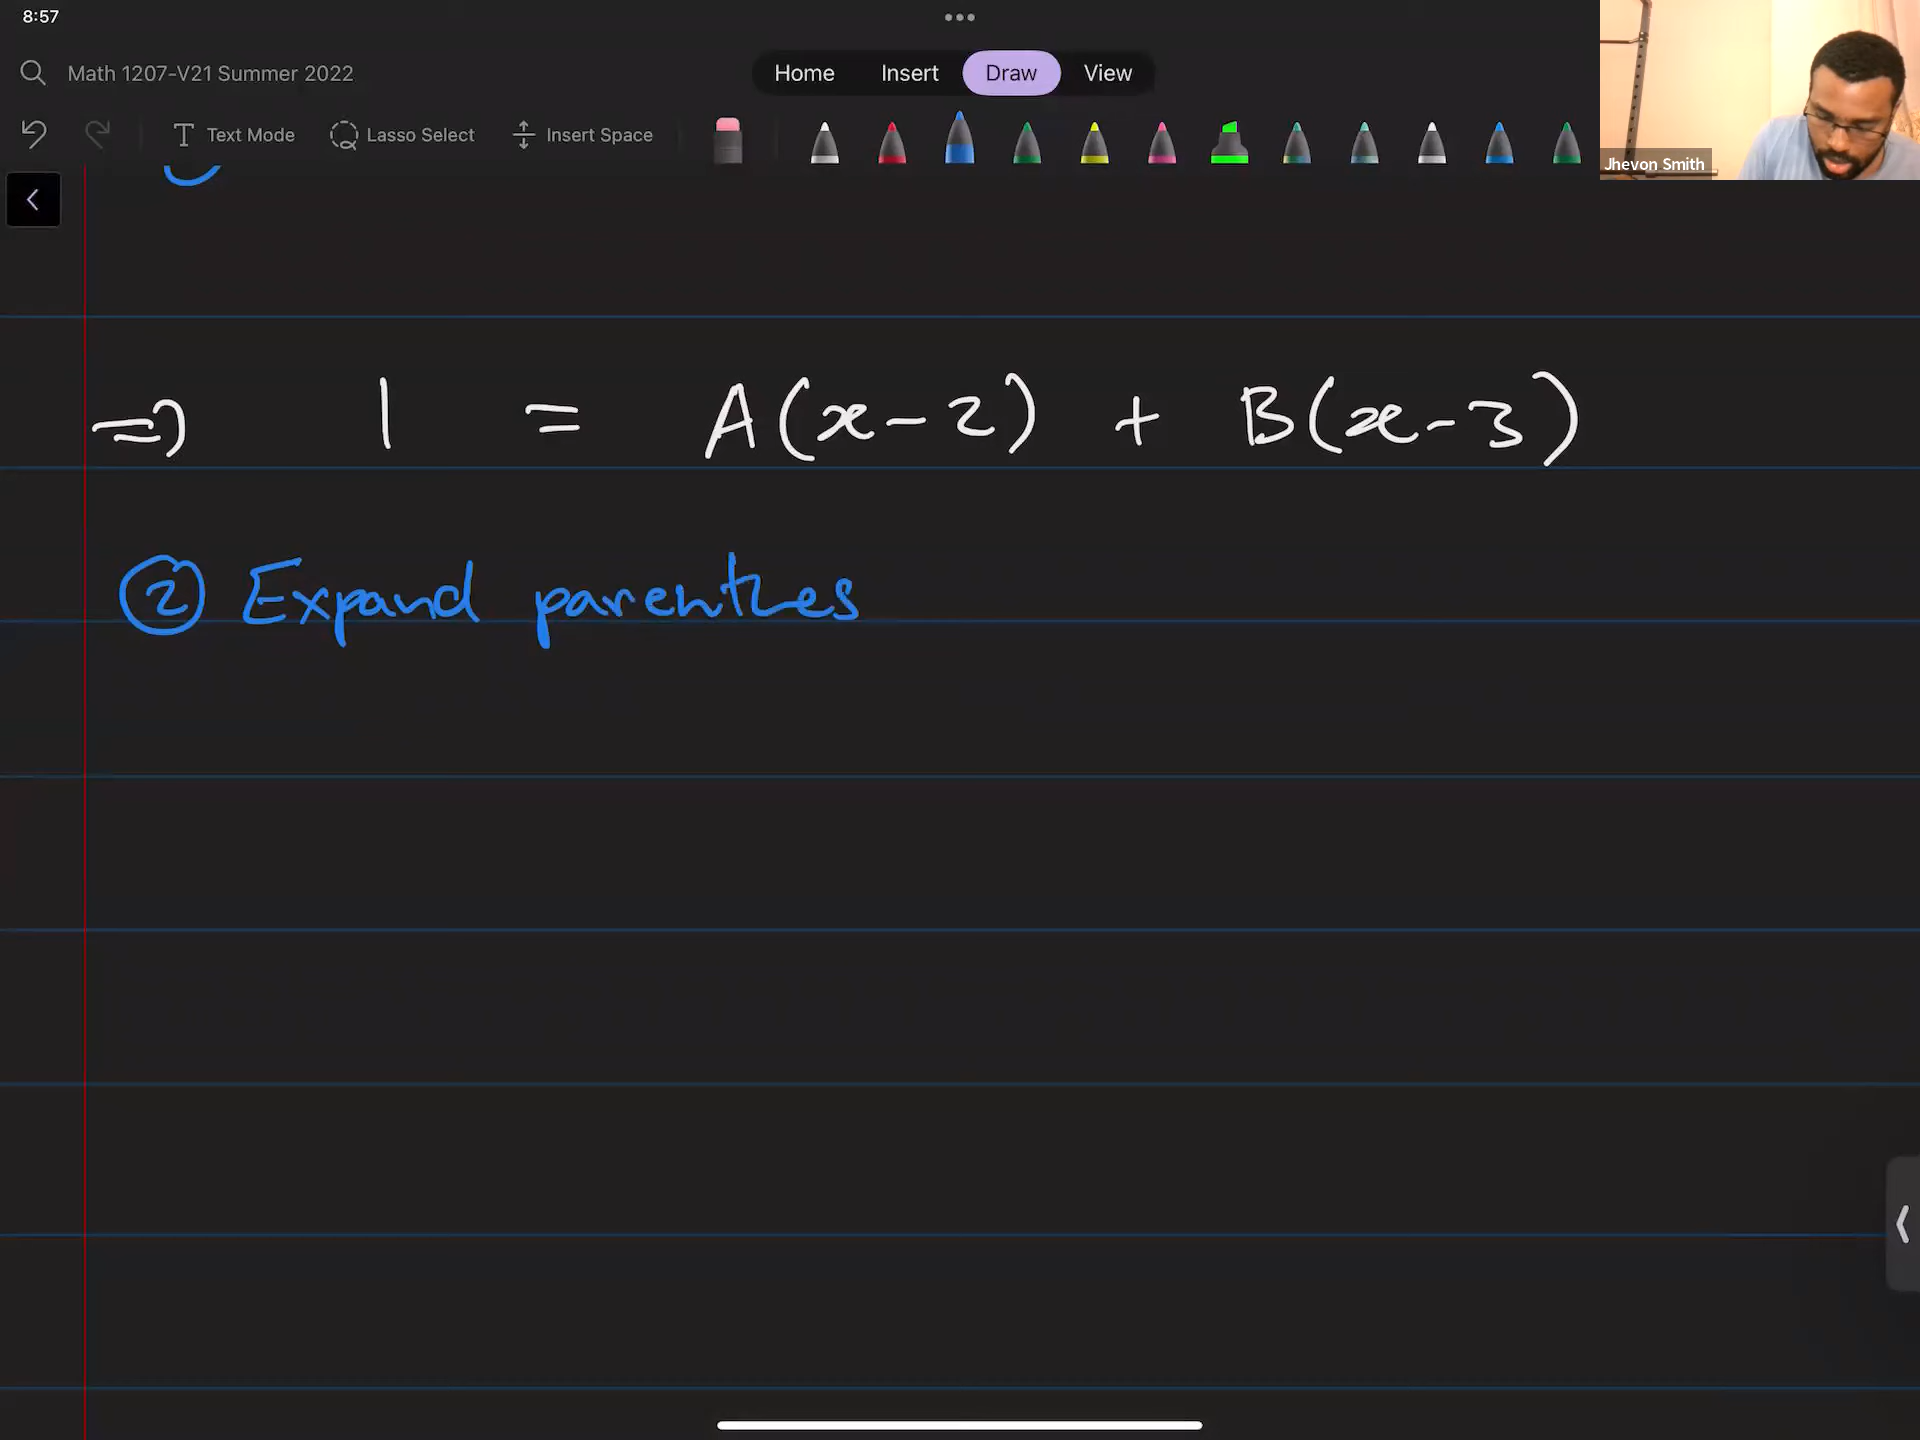 8:57
Math 1207-V21 Summer 2022
Home Insert Draw View
Text Mode Lasso Select Insert Space
Jhevon Smith
⇒ 1 = A(x-2) + B(x-3)
② Expand parenthes